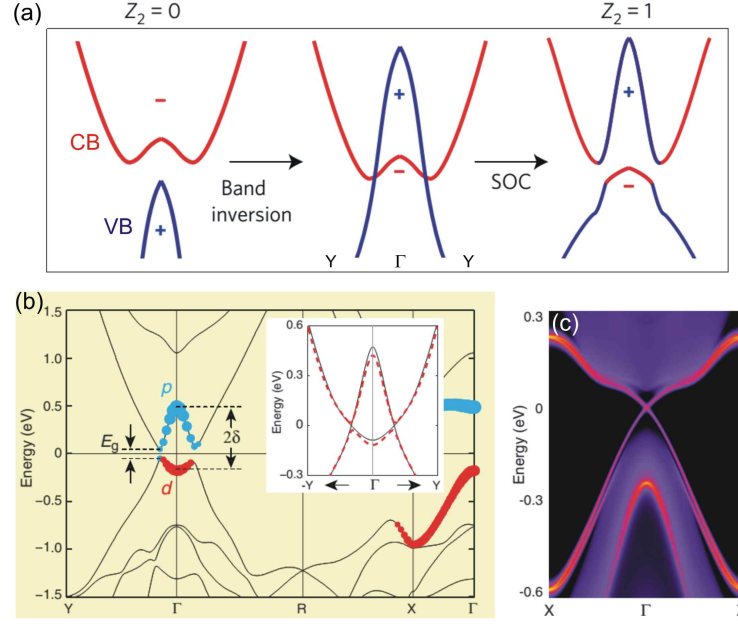 (a)
Z2 = 0
Z2 = 1
CB
VB
−
+
Band
inversion
+
−
Y Γ Y
SOC
+
−
(b)
1.5
1.0
0.5
0
−0.5
−1.0
−1.5
Energy (eV)
p
d
Eg
2δ
Y Γ R X Γ
0.6
0.3
0
−0.3
Energy (eV)
-Y Γ Y
(c)
0.3
0
-0.3
-0.6
Energy (eV)
X Γ